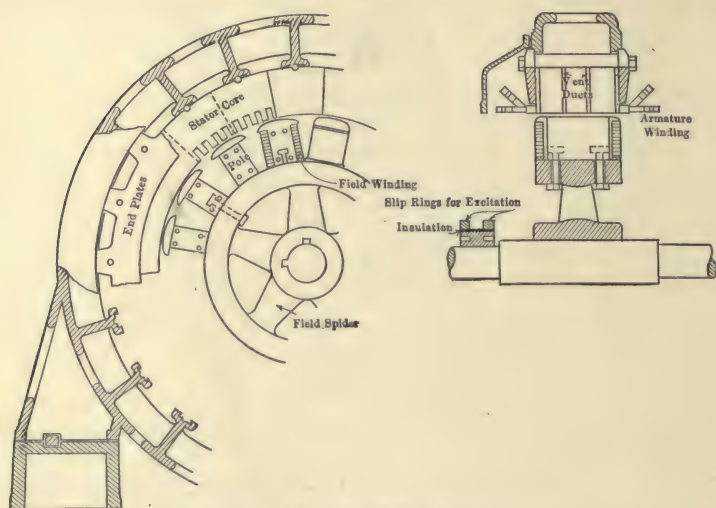 Stator Core
Pole
End Plates
Field Winding
Field Spider
Vent
Ducts
Armature
Winding
Slip Rings for Excitation
Insulation